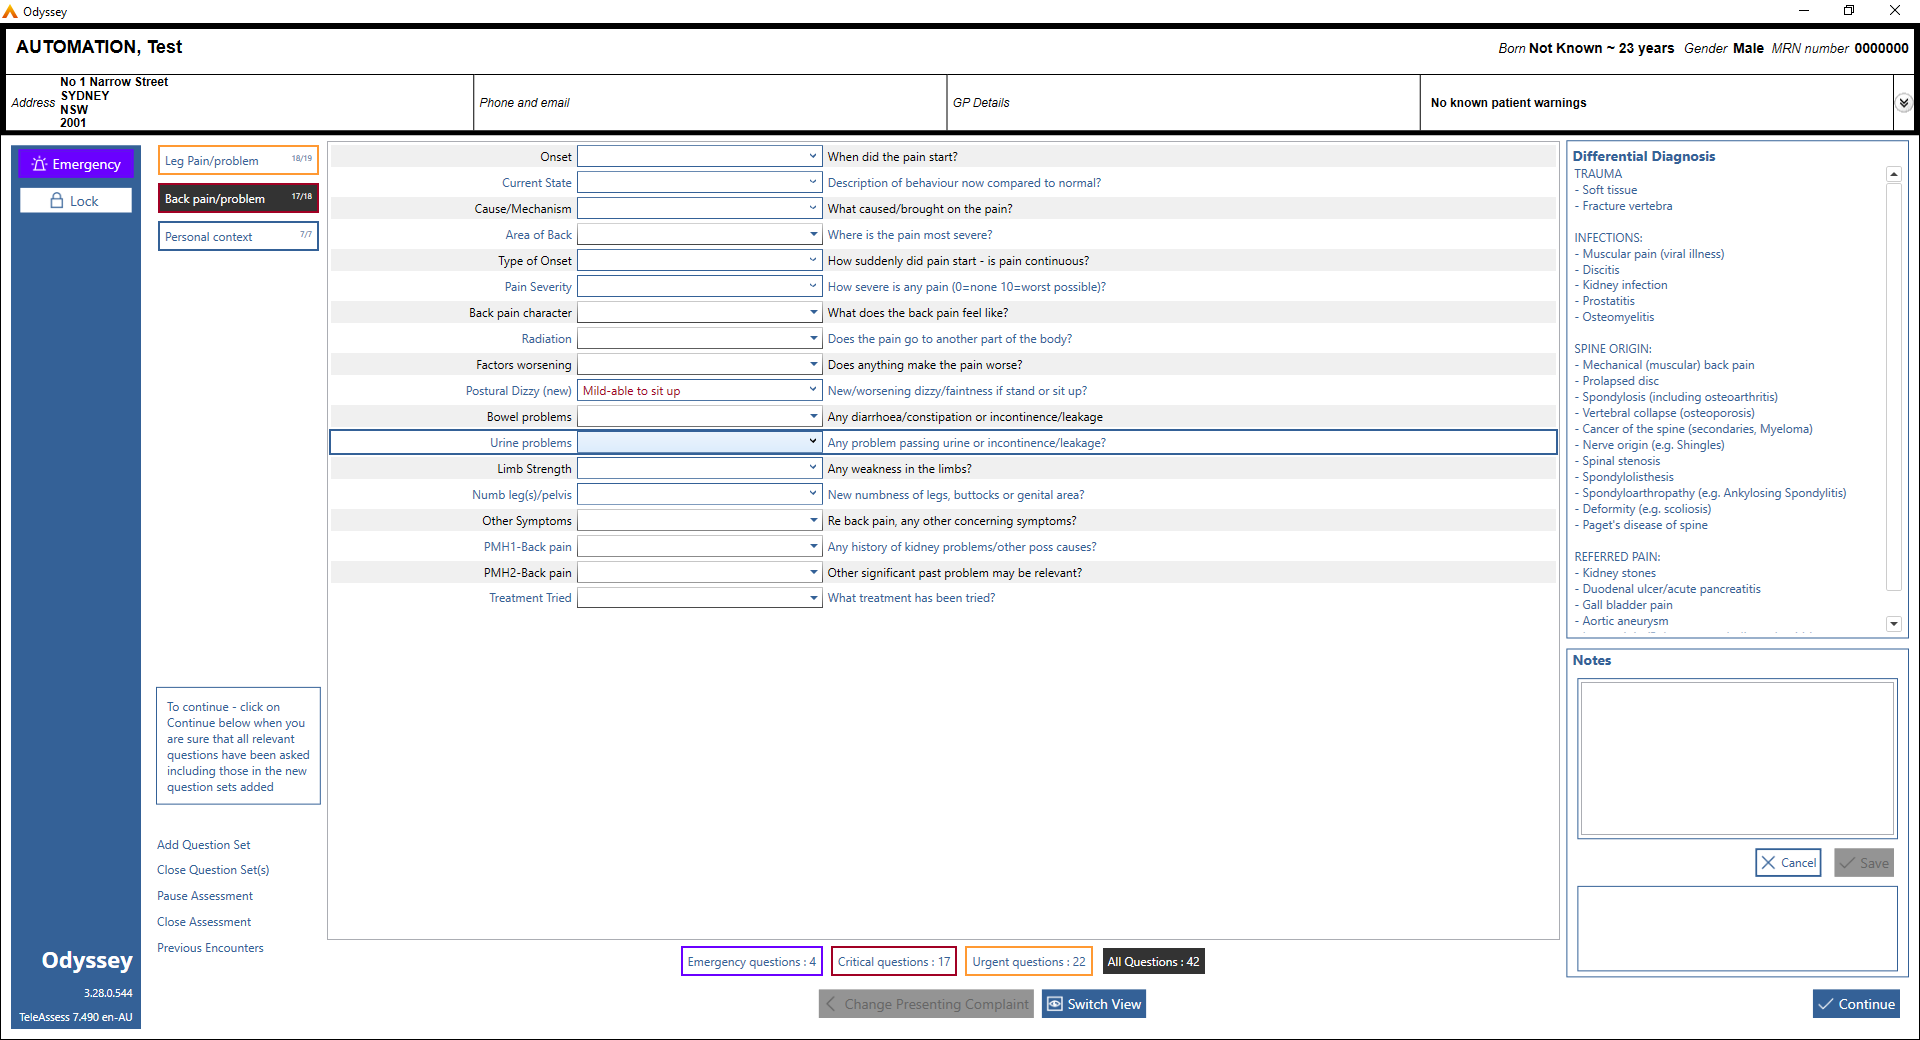 Odyssey
AUTOMATION, Test
Born Not Known ~ 23 years Gender Male MRN number 0000000
Address
No 1 Narrow Street
SYDNEY
NSW
2001
Phone and email
GP Details
No known patient warnings
Emergency
Lock
Leg Pain/problem 18/19
Back pain/problem 17/18
Personal context 7/7
Onset When did the pain start?
Current State Description of behaviour now compared to normal?
Cause/Mechanism What caused/brought on the pain?
Area of Back Where is the pain most severe?
Type of Onset How suddenly did pain start - is pain continuous?
Pain Severity How severe is any pain (0=none 10=worst possible)?
Back pain character What does the back pain feel like?
Radiation Does the pain go to another part of the body?
Factors worsening Does anything make the pain worse?
Postural Dizzy (new) Mild-able to sit up New/worsening dizzy/faintness if stand or sit up?
Bowel problems Any diarrhoea/constipation or incontinence/leakage
Urine problems Any problem passing urine or incontinence/leakage?
Limb Strength Any weakness in the limbs?
Numb leg(s)/pelvis New numbness of legs, buttocks or genital area?
Other Symptoms Re back pain, any other concerning symptoms?
PMH1-Back pain Any history of kidney problems/other poss causes?
PMH2-Back pain Other significant past problem may be relevant?
Treatment Tried What treatment has been tried?
Differential Diagnosis
TRAUMA
- Soft tissue
- Fracture vertebra
INFECTIONS:
- Muscular pain (viral illness)
- Discitis
- Kidney infection
- Prostatitis
- Osteomyelitis
SPINE ORIGIN:
- Mechanical (muscular) back pain
- Prolapsed disc
- Spondylosis (including osteoarthritis)
- Vertebral collapse (osteoporosis)
- Cancer of the spine (secondaries, Myeloma)
- Nerve origin (e.g. Shingles)
- Spinal stenosis
- Spondylolisthesis
- Spondyloarthropathy (e.g. Ankylosing Spondylitis)
- Deformity (e.g. scoliosis)
- Paget's disease of spine
REFERRED PAIN:
- Kidney stones
- Duodenal ulcer/acute pancreatitis
- Gall bladder pain
- Aortic aneurysm
Notes
Cancel
Save
To continue - click on
Continue below when you
are sure that all relevant
questions have been asked
including those in the new
question sets added
Add Question Set
Close Question Set(s)
Pause Assessment
Close Assessment
Previous Encounters
Odyssey
3.28.0.544
TeleAssess 7.490 en-AU
Emergency questions : 4
Critical questions : 17
Urgent questions : 22
All Questions : 42
Change Presenting Complaint
Switch View
Continue